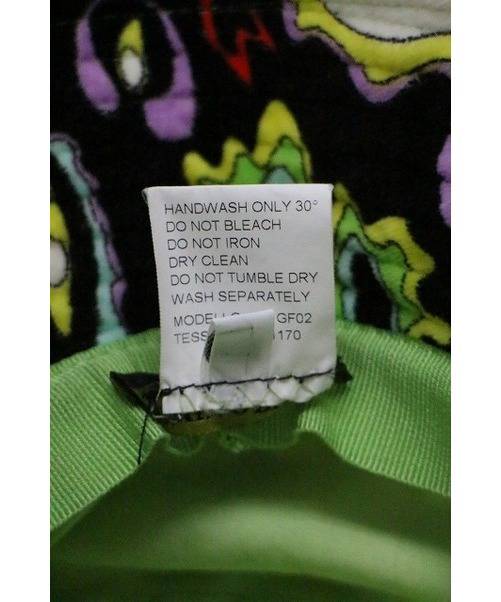 HANDWASH ONLY 30°
DO NOT BLEACH
DO NOT IRON
DRY CLEAN
DO NOT TUMBLE DRY
WASH SEPARATELY
GF02
170